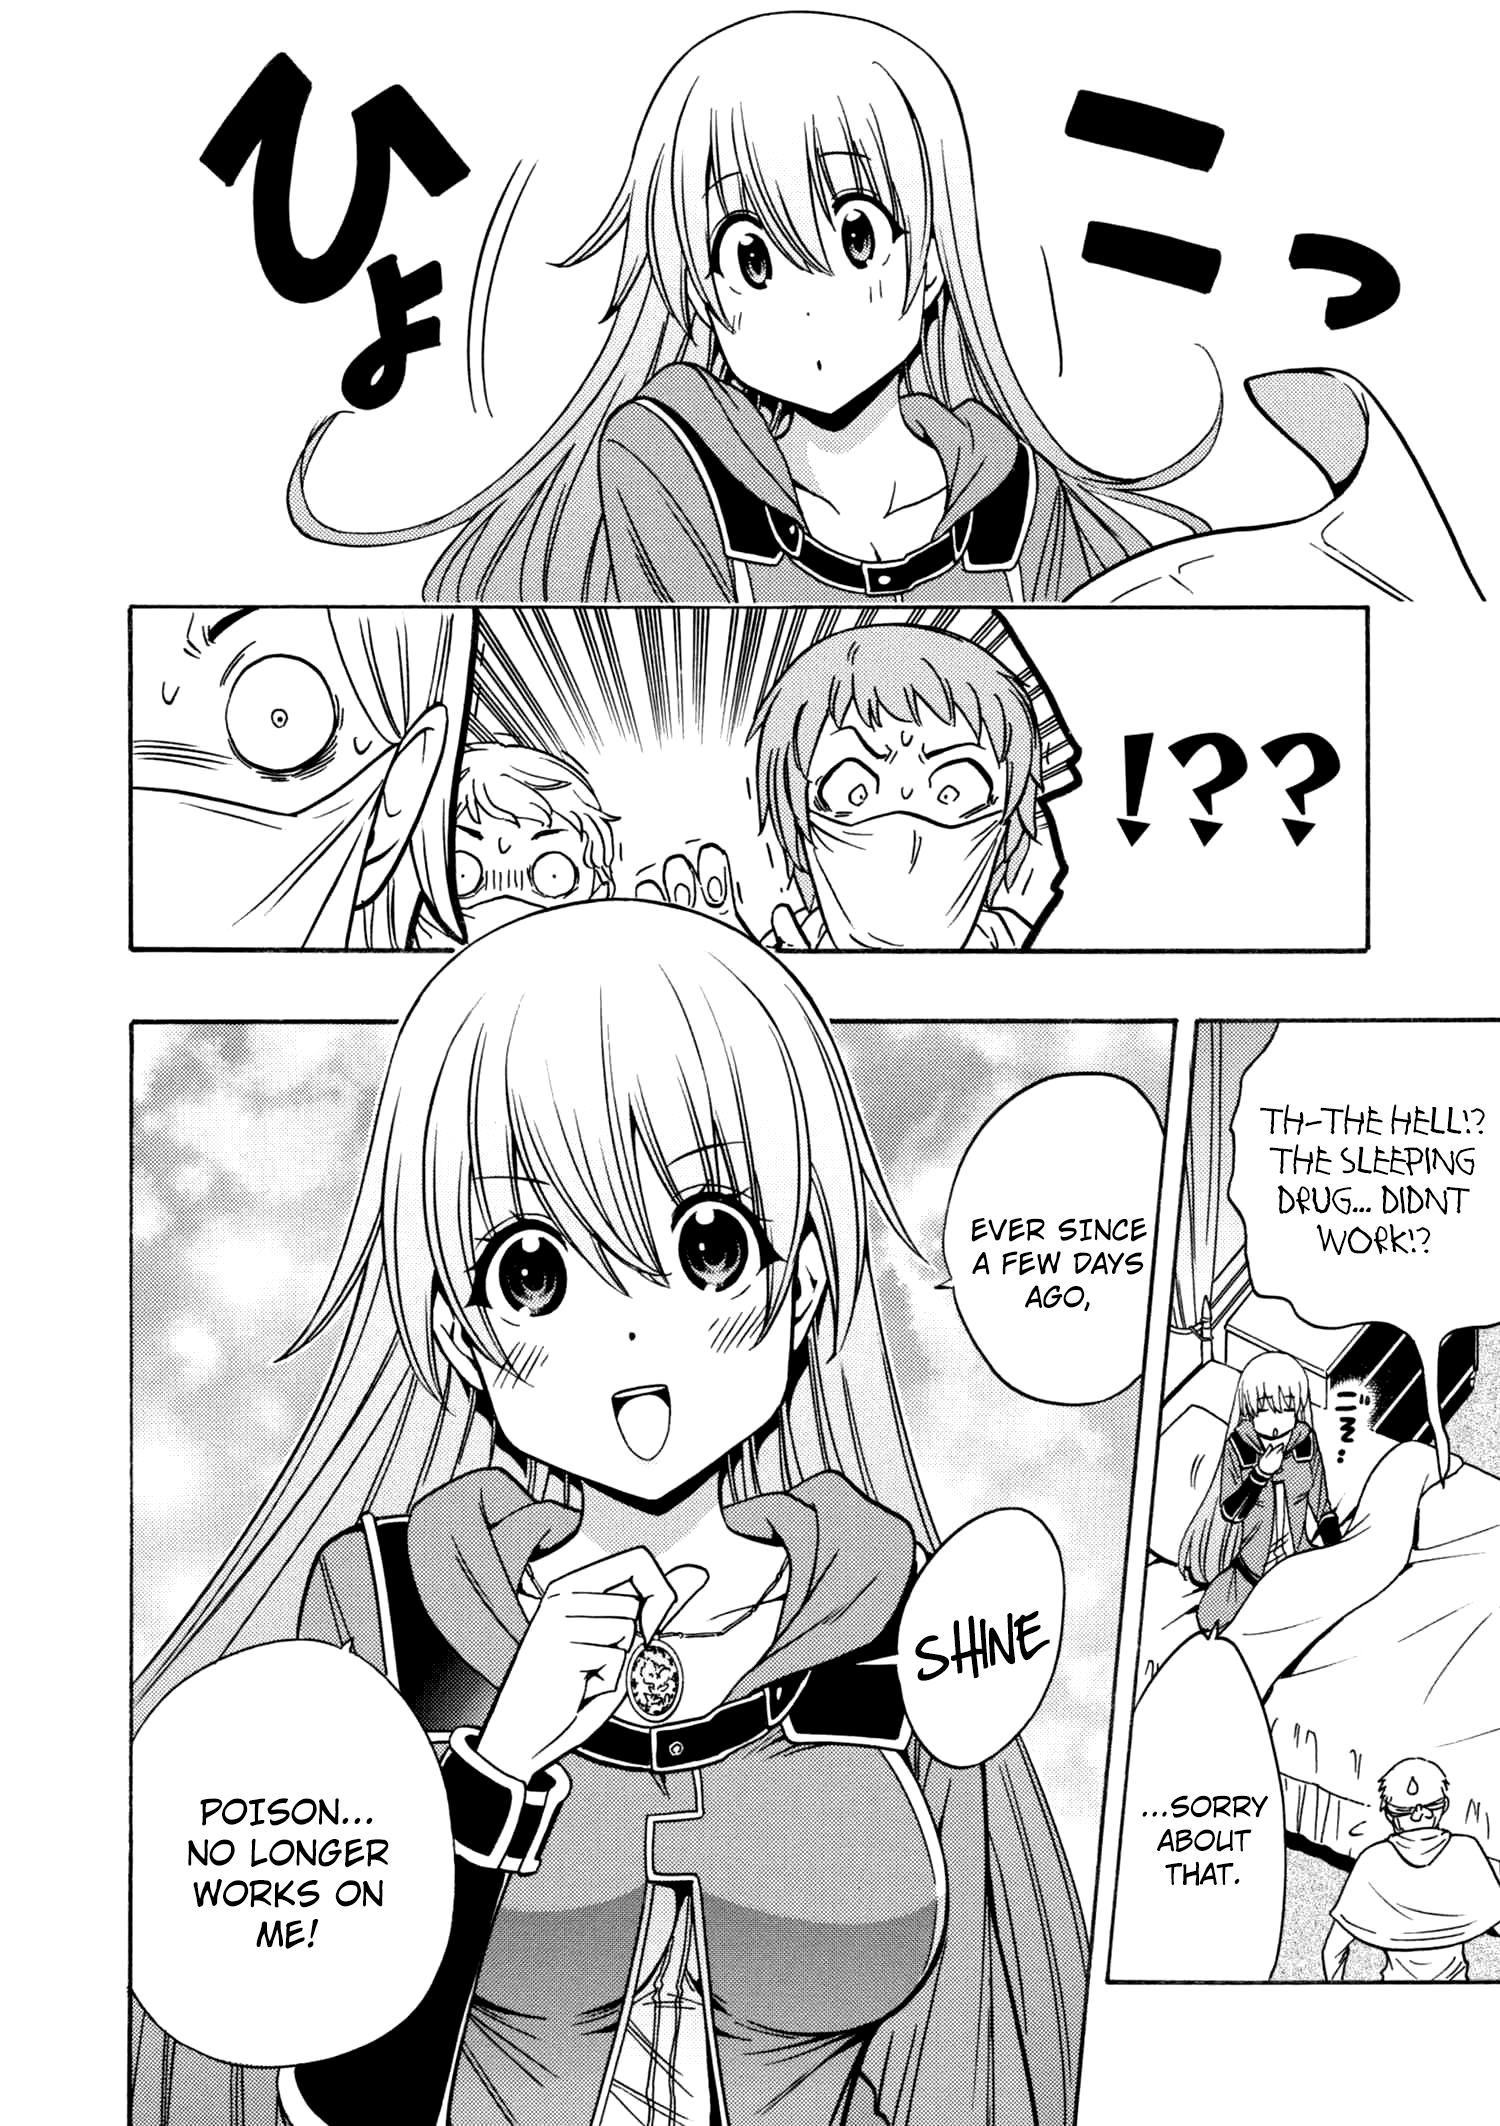 ひょこっ
!??
TH-THE HELL!?
THE SLEEPING
DRUG... DIDNT
WORK!?
...SORRY
ABOUT
THAT.
EVER SINCE
A FEW DAYS
AGO,
SHINE
POISON...
NO LONGER
WORKS ON
ME!